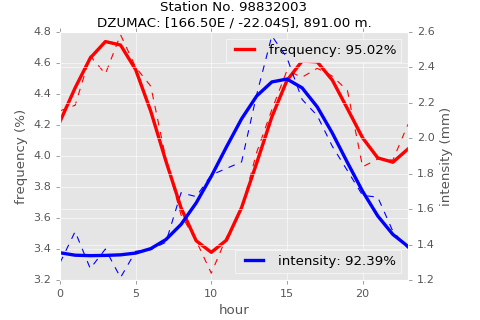 Station No. 98832003
DZUMAC: [166.50E / -22.04S], 891.00 m.
4.8
4.6
4.4
4.2
4.0
3.8
3.6
3.4
3.2
frequency (%)
frequency: 95.02%
intensity: 92.39%
2.6
2.4
2.2
2.0
1.8
1.6
1.4
1.2
intensity (mm)
0 5 10 15 20
hour